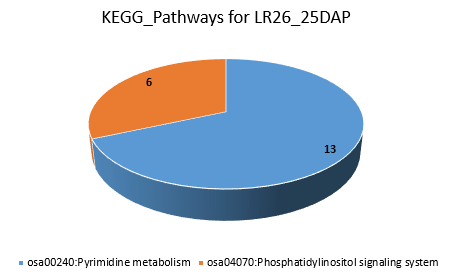 KEGG_Pathways for LR26_25DAP
6
13
osa00240:Pyrimidine metabolism osa04070:Phosphatidylinositol signaling system